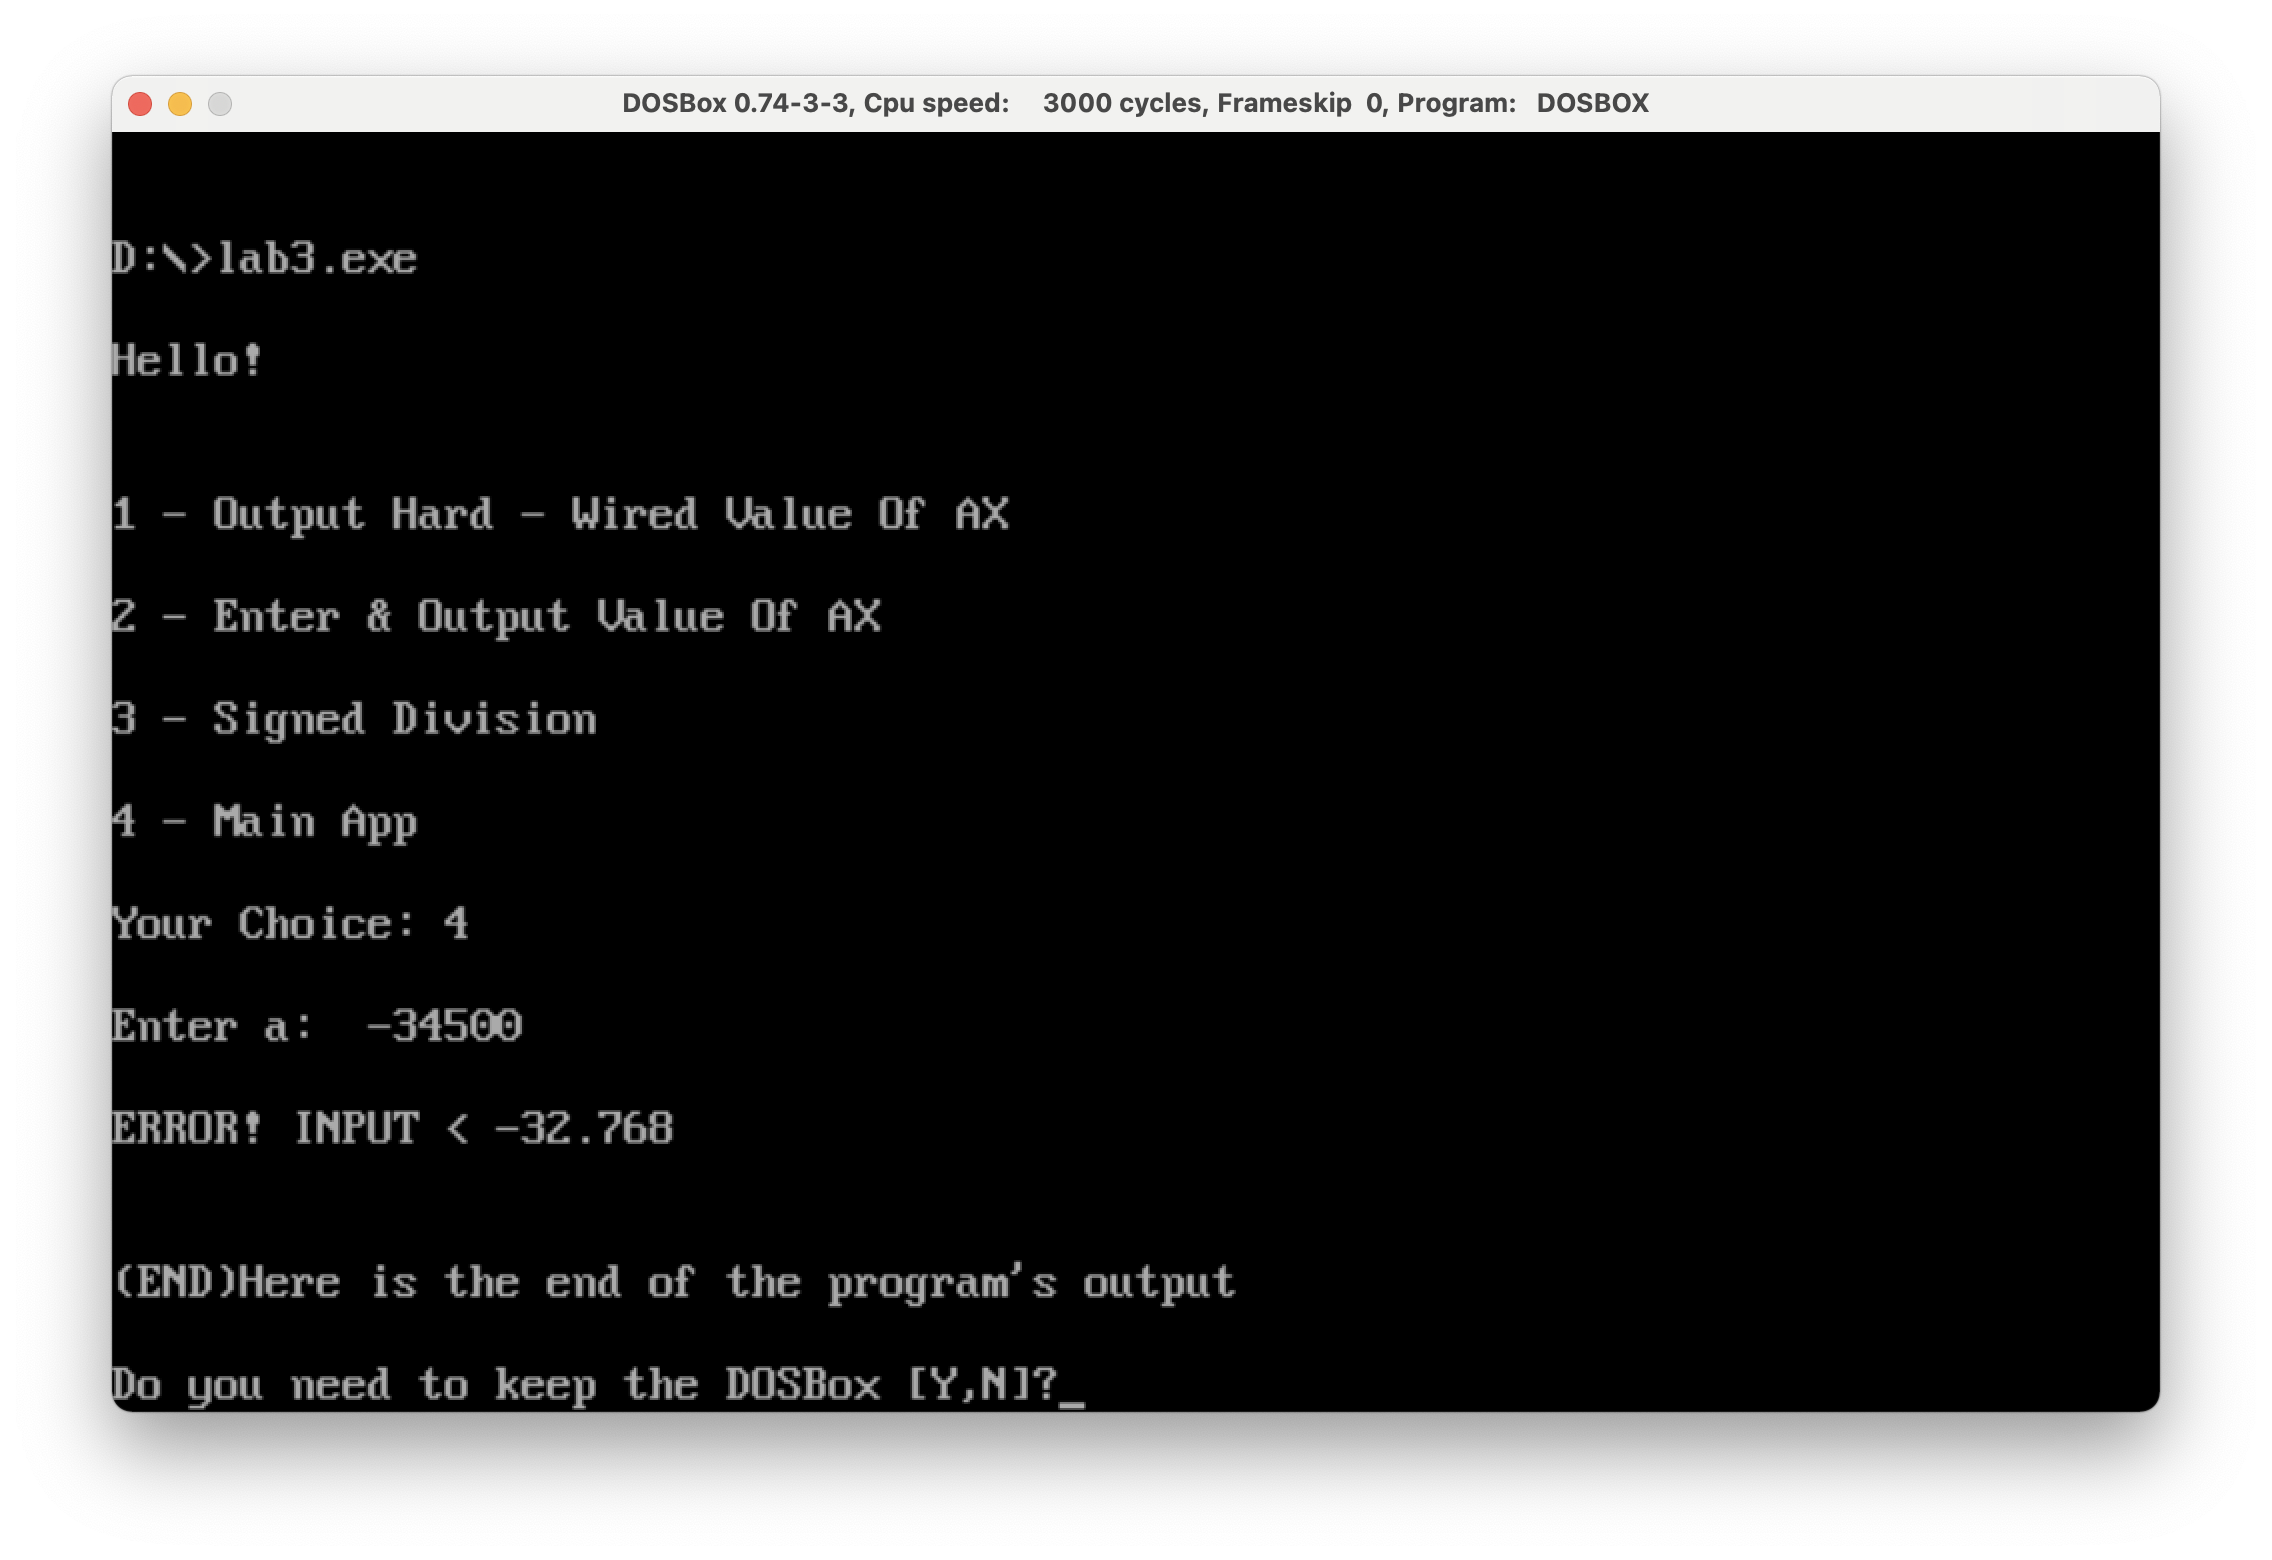 DOSBox 0.74-3-3, Cpu speed:    3000 cycles, Frameskip  0, Program:   DOSBOX
D:\>lab3.exe
Hello!
1 - Output Hard - Wired Value Of AX
2 - Enter & Output Value Of AX
3 - Signed Division
4 - Main App
Your Choice: 4
Enter a:  -34500
ERROR! INPUT < -32.768
(END)Here is the end of the program's output
Do you need to keep the DOSBox [Y,N]?_